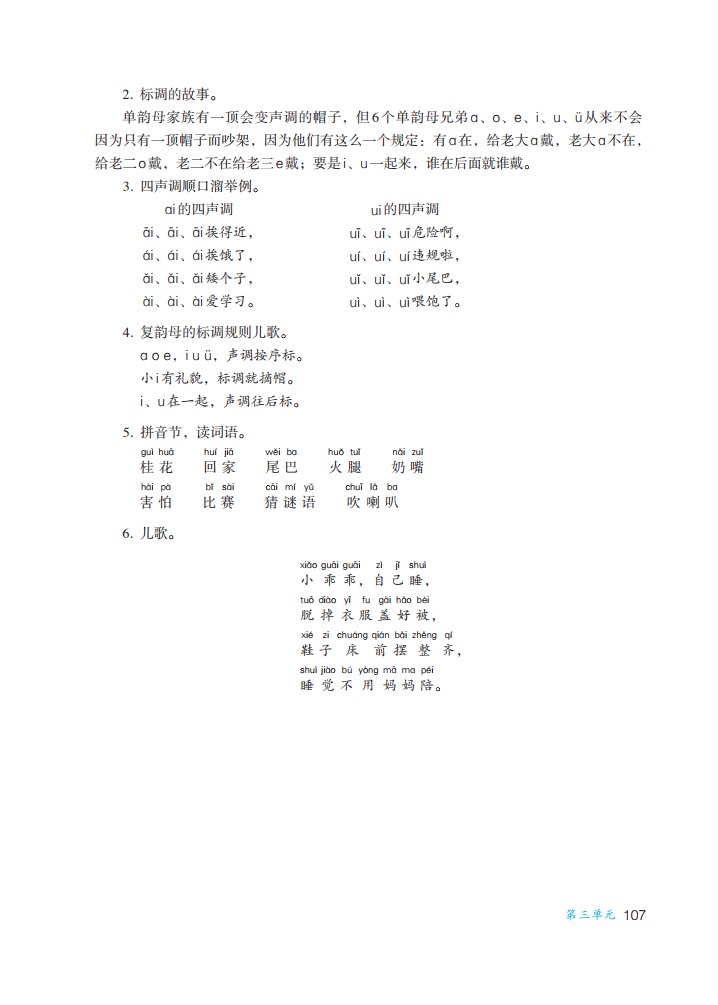 2. 标调的故事。
单韵母家族有一顶会变声调的帽子，但6个单韵母兄弟ɑ、o、e、i、u、ü从来不会
因为只有一顶帽子而吵架，因为他们有这么一个规定：有ɑ在，给老大ɑ戴，老大ɑ不在，
给老二o戴，老二不在给老三e戴；要是i、u一起来，谁在后面就谁戴。
3. 四声调顺口溜举例。
ɑi的四声调 ui的四声调
āi、āi、āi挨得近， uī、uī、uī危险啊，
ái、ái、ái挨饿了， uí、uí、uí违规啦，
ǎi、ǎi、ǎi矮个子， uǐ、uǐ、uǐ小尾巴，
ài、ài、ài爱学习。 uì、uì、uì喂饱了。
4. 复韵母的标调规则儿歌。
ɑ o e，i u ü，声调按序标。
小i有礼貌，标调就摘帽。
i、u在一起，声调往后标。
5. 拼音节，读词语。
guì huā huí jiā wěi ba huǒ tuǐ nǎi zuǐ
桂花 回家 尾巴 火腿 奶嘴
hài pà bǐ sài cāi mí yǔ chuī lǎ ba
害怕 比赛 猜谜语 吹喇叭
6. 儿歌。
xiǎo guāi guāi zì jǐ shuì
小乖乖，自己睡，
tuō diào yī fu gài hǎo bèi
脱掉衣服盖好被，
xié zi chuáng qián bǎi zhěng qí
鞋子床前摆整齐，
shuì jiào bú yòng mā ma péi
睡觉不用妈妈陪。
第三单元 107